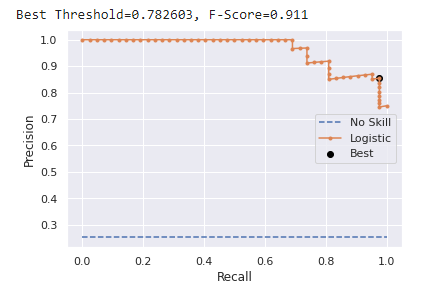 Best Threshold=0.782603, F-Score=0.911
1.0
0.9
0.8
0.7
0.6
0.5
0.4
0.3
Precision
No Skill
Logistic
Best
0.0 0.2 0.4 0.6 0.8 1.0
Recall